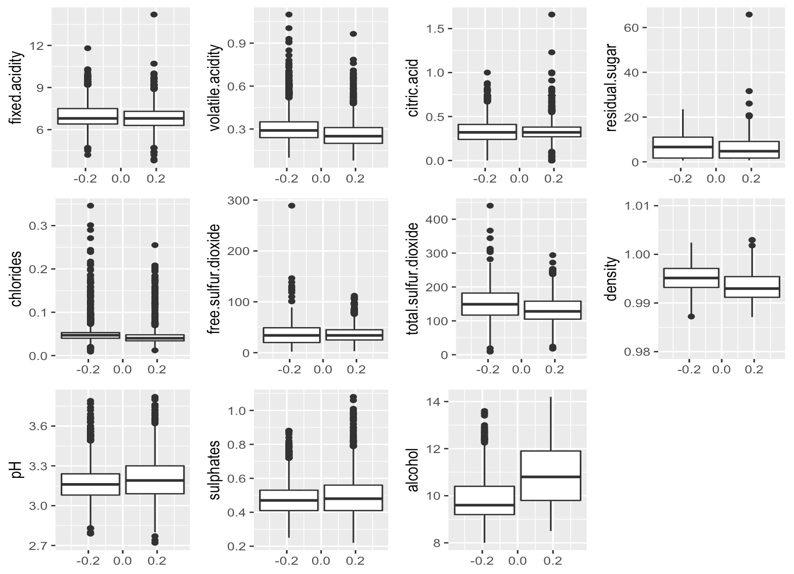 fixed.acidity
12
9
6
-0.2 0.0 0.2
volatile.acidity
0.9
0.6
0.3
-0.2 0.0 0.2
citric.acid
1.5
1.0
0.5
0.0
-0.2 0.0 0.2
residual.sugar
60
40
20
0
-0.2 0.0 0.2
chlorides
0.3
0.2
0.1
0.0
-0.2 0.0 0.2
free.sulfur.dioxide
300
200
100
0
-0.2 0.0 0.2
total.sulfur.dioxide
400
300
200
100
0
-0.2 0.0 0.2
density
1.01
1.00
0.99
0.98
-0.2 0.0 0.2
pH
3.6
3.3
3.0
2.7
-0.2 0.0 0.2
sulphates
1.0
0.8
0.6
0.4
0.2
-0.2 0.0 0.2
alcohol
14
12
10
8
-0.2 0.0 0.2